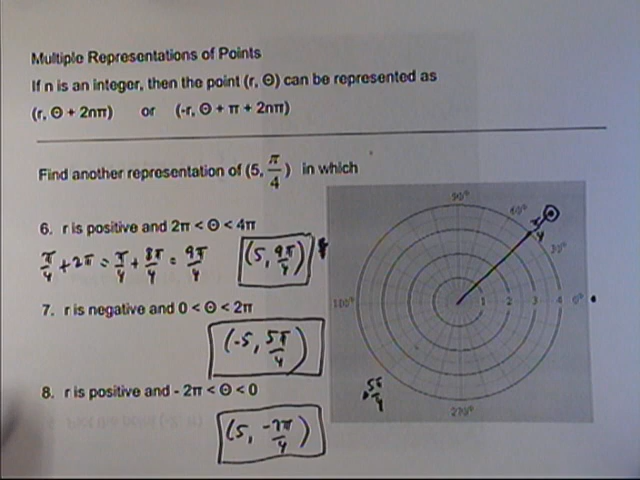 Multiple Representations of Points
If n is an integer, then the point (r, Θ) can be represented as
(r, Θ + 2nπ) or (-r, Θ + π + 2nπ)
Find another representation of (5, π/4) in which
6. r is positive and 2π < Θ < 4π
π/4 + 2π = π/4 + 8π/4 = 9π/4 (5, 9π/4)
7. r is negative and 0 < Θ < 2π
(-5, 5π/4)
8. r is positive and - 2π < Θ < 0
(5, -7π/4)
90°
60°
π/4
30°
180° 1 2 3 4 0°
5π/4
270°